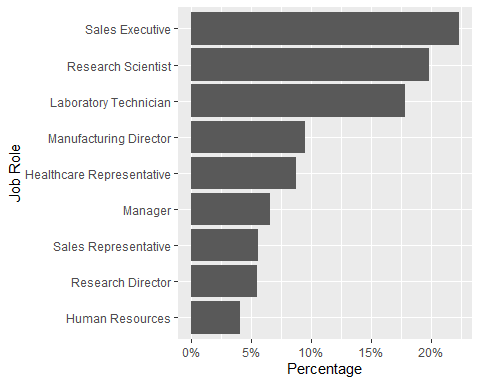 Job Role
Sales Executive
Research Scientist
Laboratory Technician
Manufacturing Director
Healthcare Representative
Manager
Sales Representative
Research Director
Human Resources
0% 5% 10% 15% 20%
Percentage